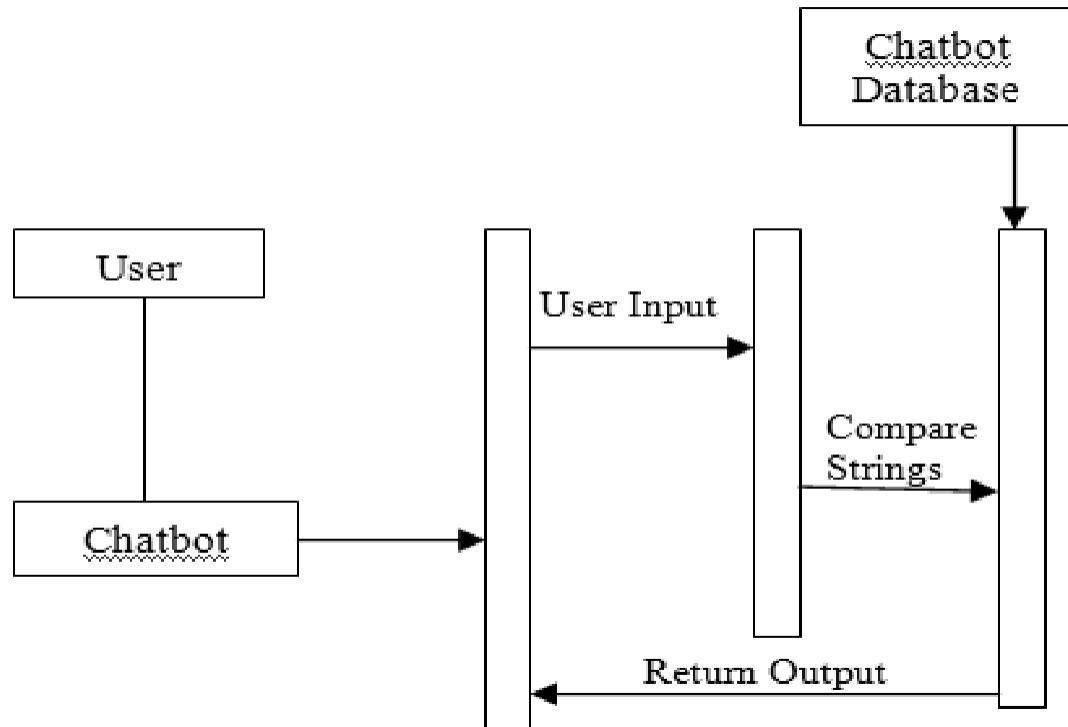 Chatbot
Database
User
User Input
Compare
Strings
Chatbot
Return Output